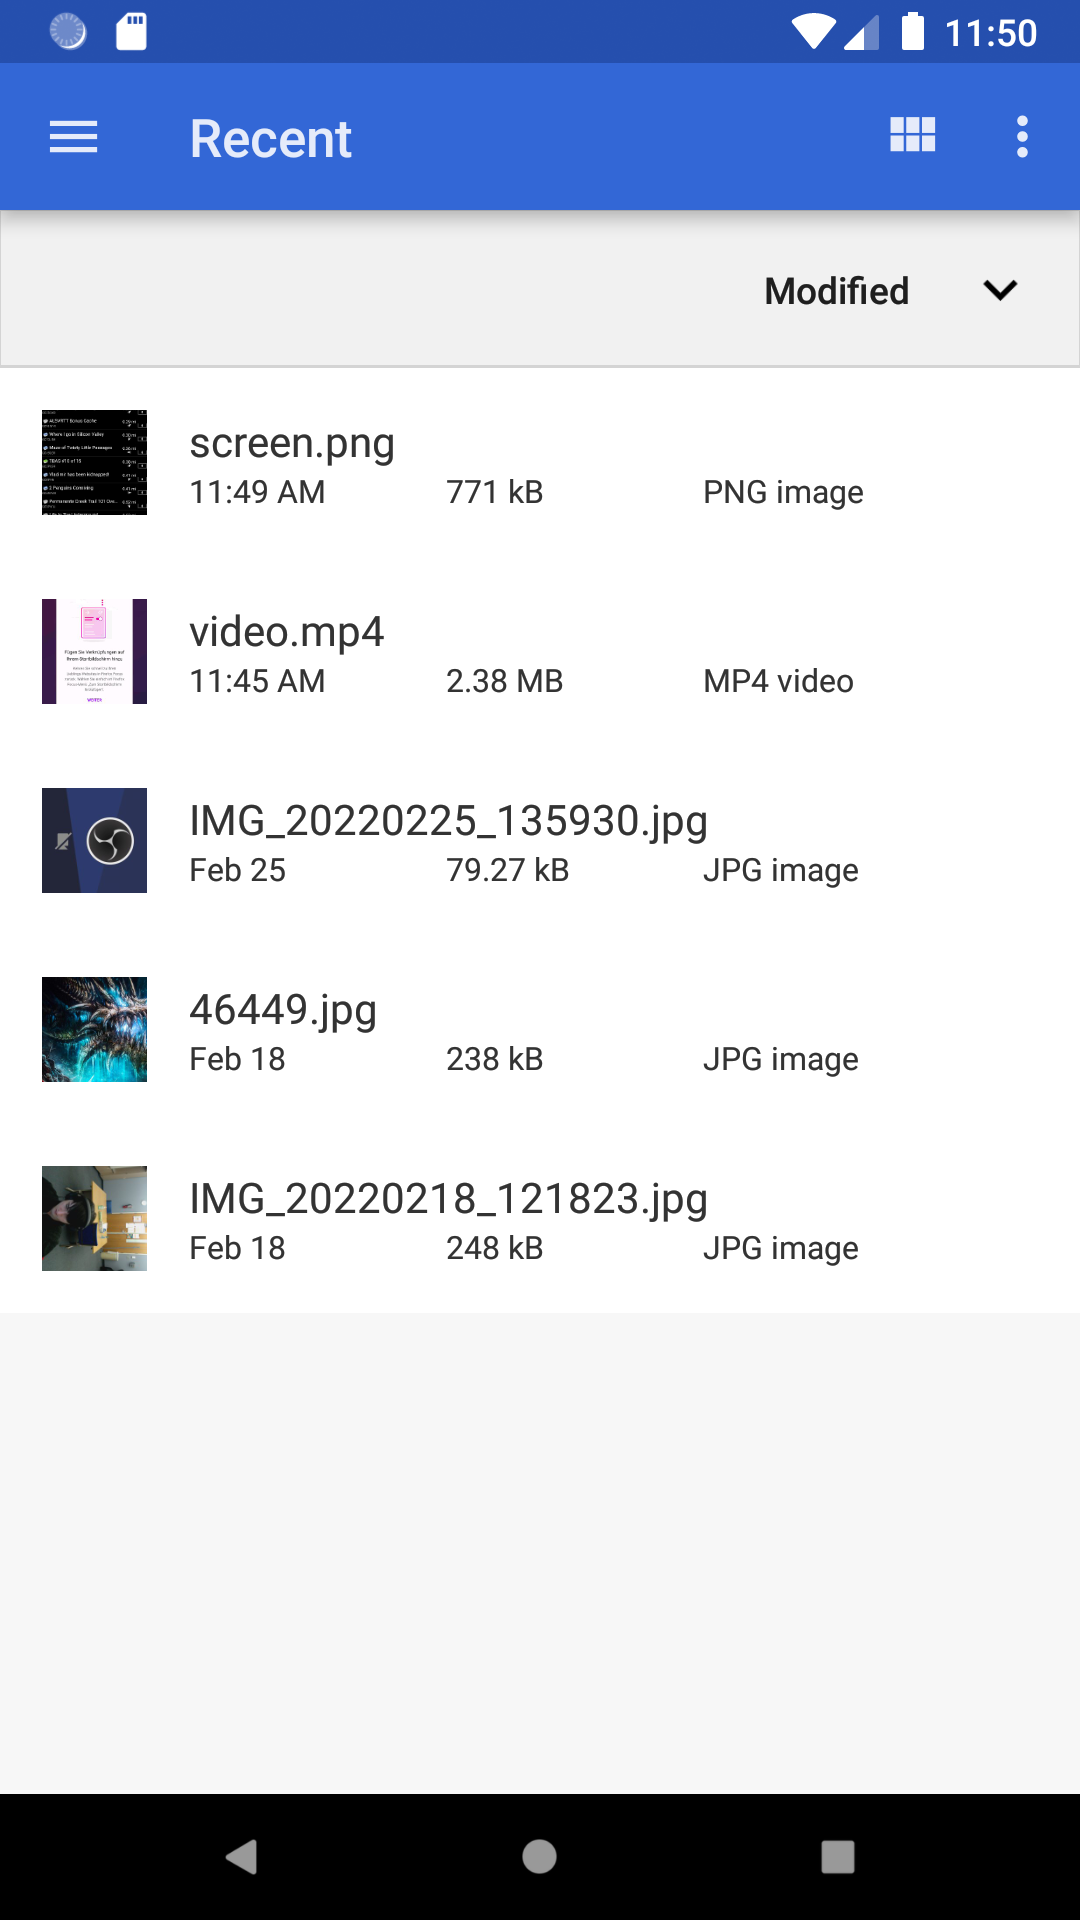 11:50
Recent
Modified
screen.png
11:49 AM 771 kB PNG image
video.mp4
11:45 AM 2.38 MB MP4 video
IMG_20220225_135930.jpg
Feb 25 79.27 kB JPG image
46449.jpg
Feb 18 238 kB JPG image
IMG_20220218_121823.jpg
Feb 18 248 kB JPG image